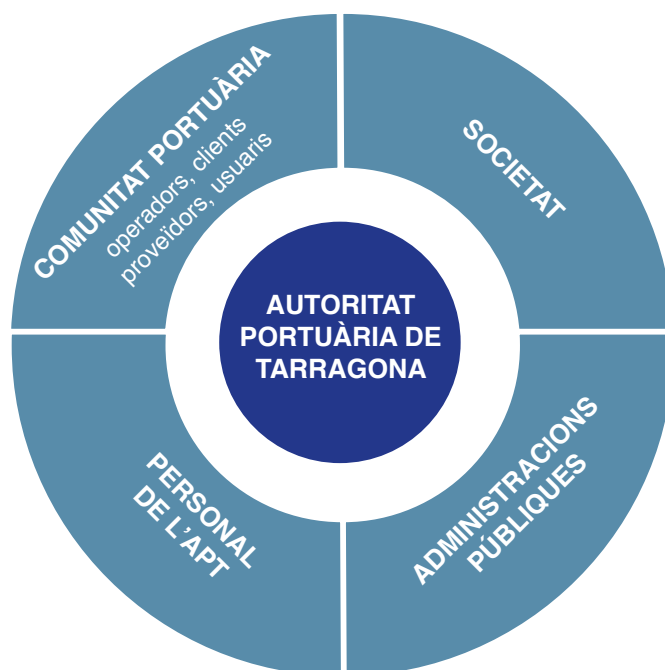 COMUNITAT PORTUÀRIA
operadors, clients
proveïdors, usuaris
SOCIETAT
AUTORITAT
PORTUÀRIA DE
TARRAGONA
PERSONAL
DE L'APT
ADMINISTRACIONS
PÚBLIQUES